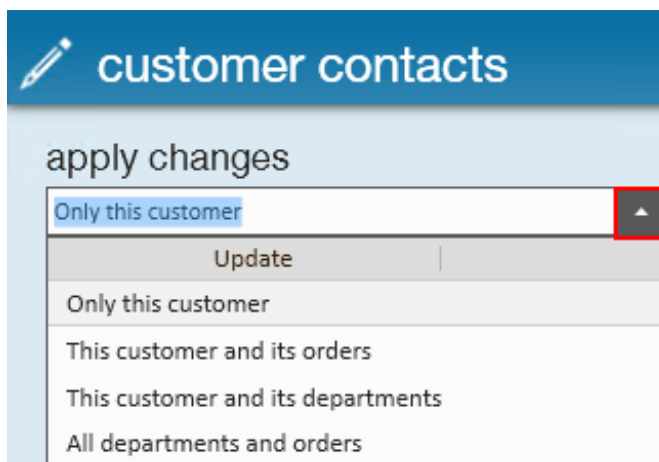 customer contacts
apply changes
Only this customer
Update
Only this customer
This customer and its orders
This customer and its departments
All departments and orders